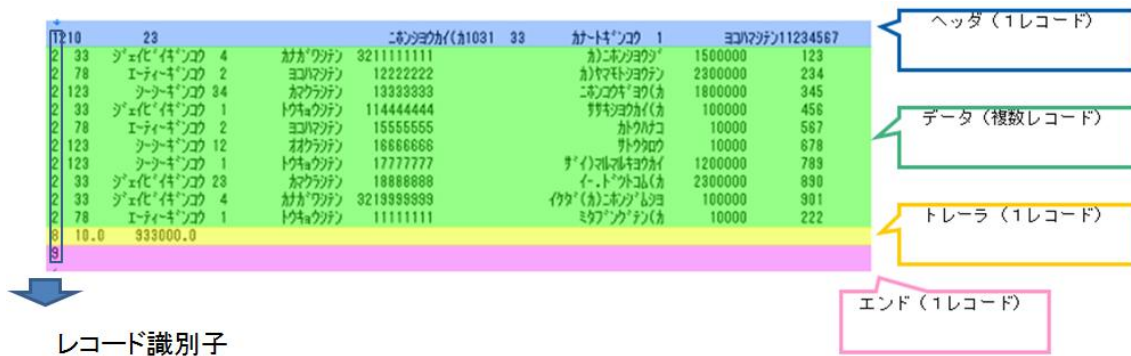 1210 23 ニホンシヨウカイ(カ1031 33 カナートギンコウ 1 ヨコハマシテン11234567
2 33 ジェイビイギンコウ 4 カナガワシテン 3211111111 カ)ニホンシヨウジ 1500000 123
2 78 エーティーギンコウ 2 ヨコハマシテン 12222222 カ)ヤマモトシヨウテン 2300000 234
2 123 シーシーギンコウ 34 カマクラシテン 13333333 ニホンコウギヨウ(カ 1800000 345
2 33 ジェイビイギンコウ 1 トウキョウシテン 114444444 ササキシヨウカイ(カ 100000 456
2 78 エーティーギンコウ 2 ヨコハマシテン 15555555 カトウハナコ 10000 567
2 123 シーシーギンコウ 12 オオクラシテン 16666666 サトウタロウ 10000 678
2 123 シーシーギンコウ 1 トウキョウシテン 17777777 ザイ)マルマルキヨウカイ 1200000 789
2 33 ジェイビイギンコウ 23 カマクラシテン 18888888 イー.ドツトコム(カ 2300000 890
2 33 ジェイビイギンコウ 4 カナガワシテン 3219999999 イケダ(カ)ニホンジムシヨ 100000 901
2 78 エーティーギンコウ 1 トウキョウシテン 11111111 ミタブングテン(カ 10000 222
8 10.0 933000.0
9
ヘッダ(1レコード)
データ(複数レコード)
トレーラ(1レコード)
エンド(1レコード)
レコード識別子